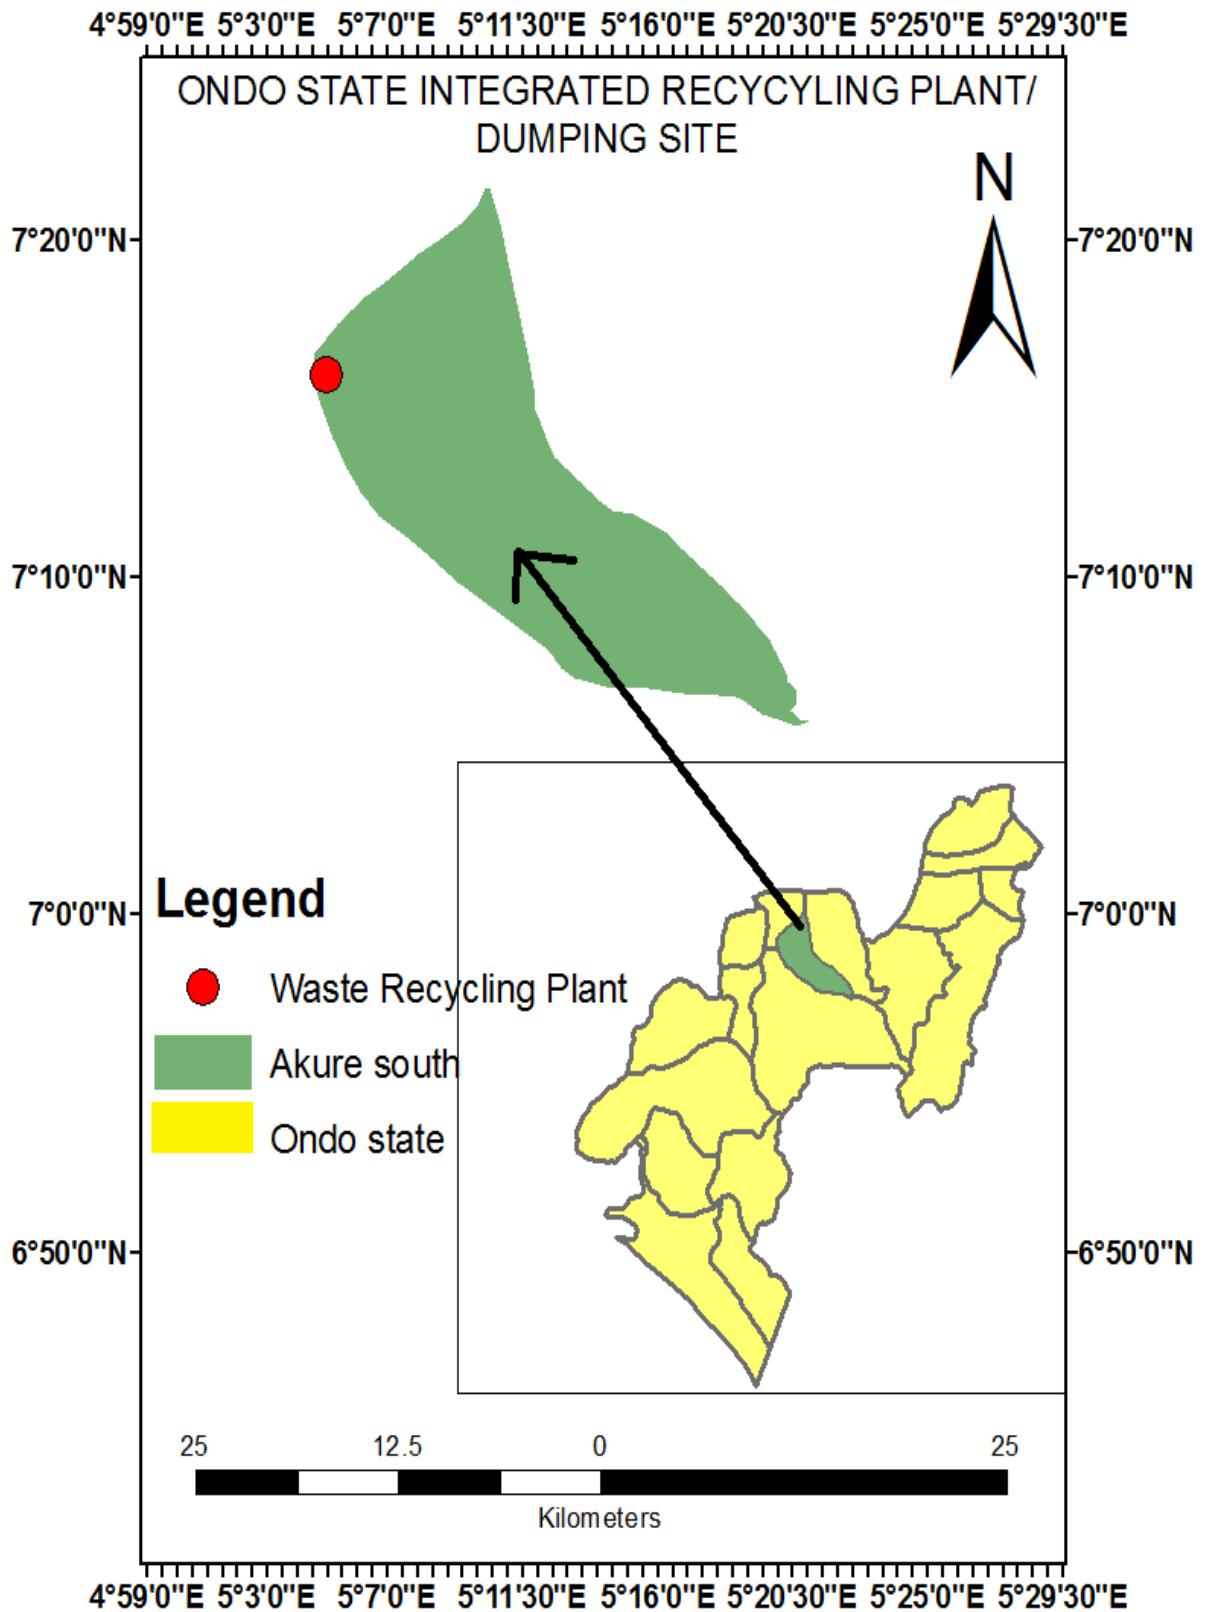 4°59'0"E 5°3'0"E 5°7'0"E 5°11'30"E 5°16'0"E 5°20'30"E 5°25'0"E 5°29'30"E
ONDO STATE INTEGRATED RECYCYLING PLANT/
DUMPING SITE
N
7°20'0"N 7°20'0"N
7°10'0"N 7°10'0"N
7°0'0"N 7°0'0"N
Legend
Waste Recycling Plant
Akure south
Ondo state
6°50'0"N 6°50'0"N
25 12.5 0 25
Kilometers
4°59'0"E 5°3'0"E 5°7'0"E 5°11'30"E 5°16'0"E 5°20'30"E 5°25'0"E 5°29'30"E